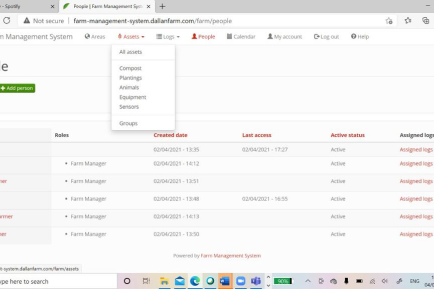 - Spotify
People | Farm Management Syst
Not secure | farm-management-system.dallanfarm.com/farm/people
Management System Areas Assets Logs People Calendar My account Log out Help
All assets
Compost
Plantings
Animals
Equipment
Sensors
Groups
+ Add person
Roles Created date Last access Active status Assigned logs
02/04/2021 - 13:35 02/04/2021 - 17:27 Active Assigned logs
• Farm Manager 02/04/2021 - 14:12 Active Assigned logs
• Farm Manager 02/04/2021 - 13:51 Active Assigned logs
• Farm Manager 02/04/2021 - 13:48 02/04/2021 - 16:55 Active Assigned logs
• Farm Manager 02/04/2021 - 14:13 Active Assigned logs
• Farm Manager 02/04/2021 - 13:50 Active Assigned logs
Powered by Farm Management System
t-system.dallanfarm.com/farm/assets
pe here to search ENG